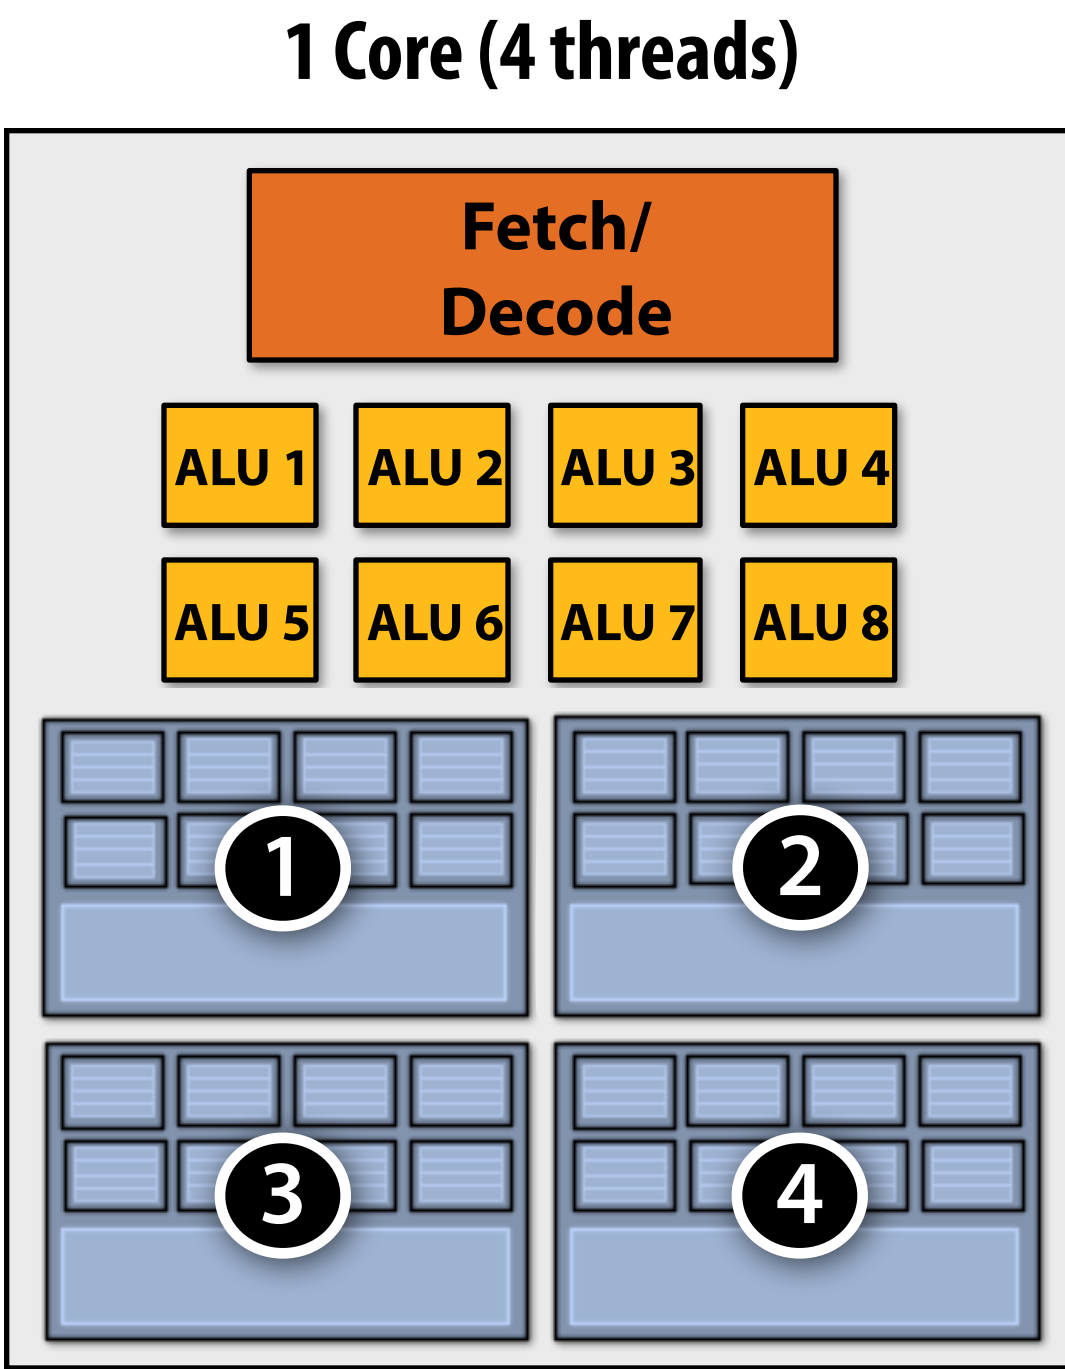 1 Core (4 threads)
Fetch/
Decode
ALU 1 ALU 2 ALU 3 ALU 4
ALU 5 ALU 6 ALU 7 ALU 8
1 2
3 4